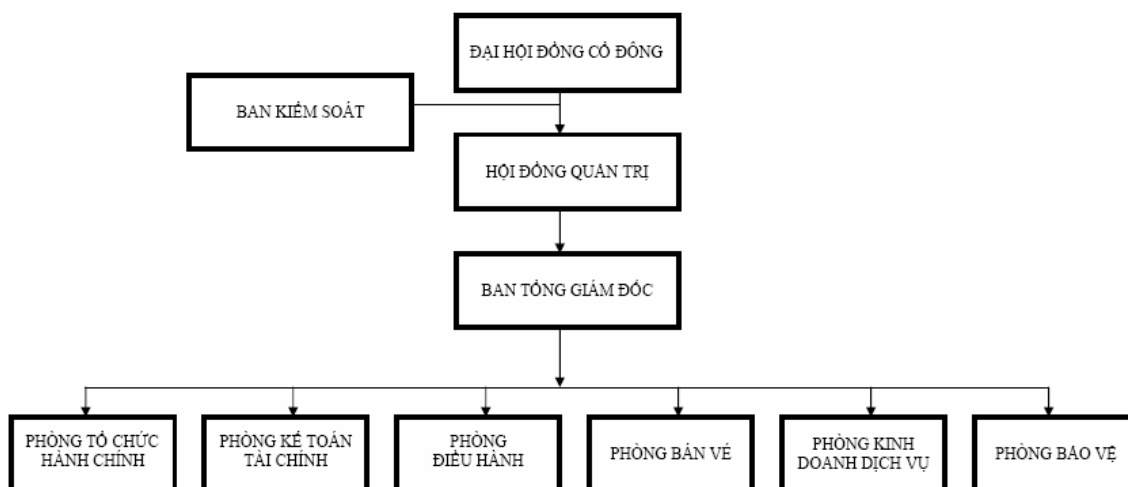 ĐẠI HỘI ĐỒNG CỔ ĐÔNG
BAN KIỂM SOÁT
HỘI ĐỒNG QUẢN TRỊ
BAN TỔNG GIÁM ĐỐC
PHÒNG TỔ CHỨC
HÀNH CHÍNH
PHÒNG KẾ TOÁN
TÀI CHÍNH
PHÒNG
ĐIỀU HÀNH
PHÒNG BÁN VÉ
PHÒNG KINH
DOANH DỊCH VỤ
PHÒNG BẢO VỆ